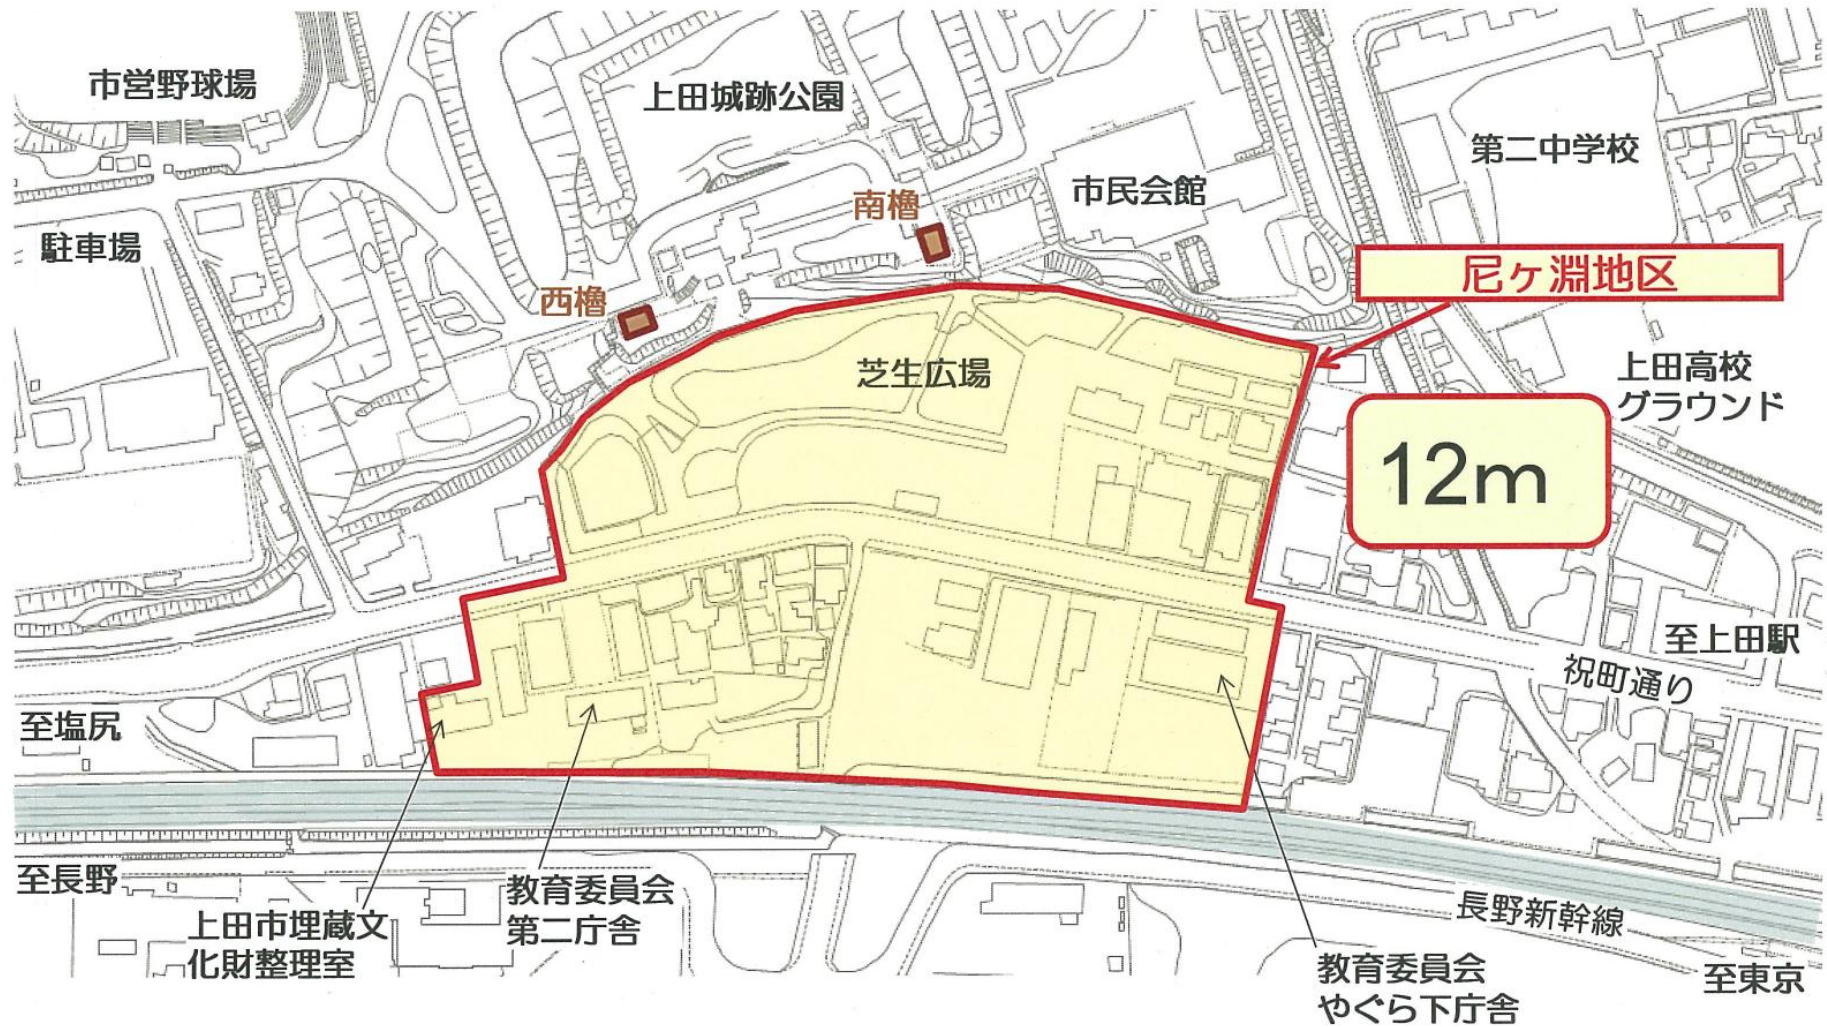 市営野球場
上田城跡公園
第二中学校
市民会館
南櫓
駐車場
尼ヶ淵地区
西櫓
芝生広場
上田高校
グラウンド
12m
至上田駅
祝町通り
至塩尻
至長野
教育委員会
第二庁舎
上田市埋蔵文
化財整理室
長野新幹線
教育委員会
やぐら下庁舎
至東京